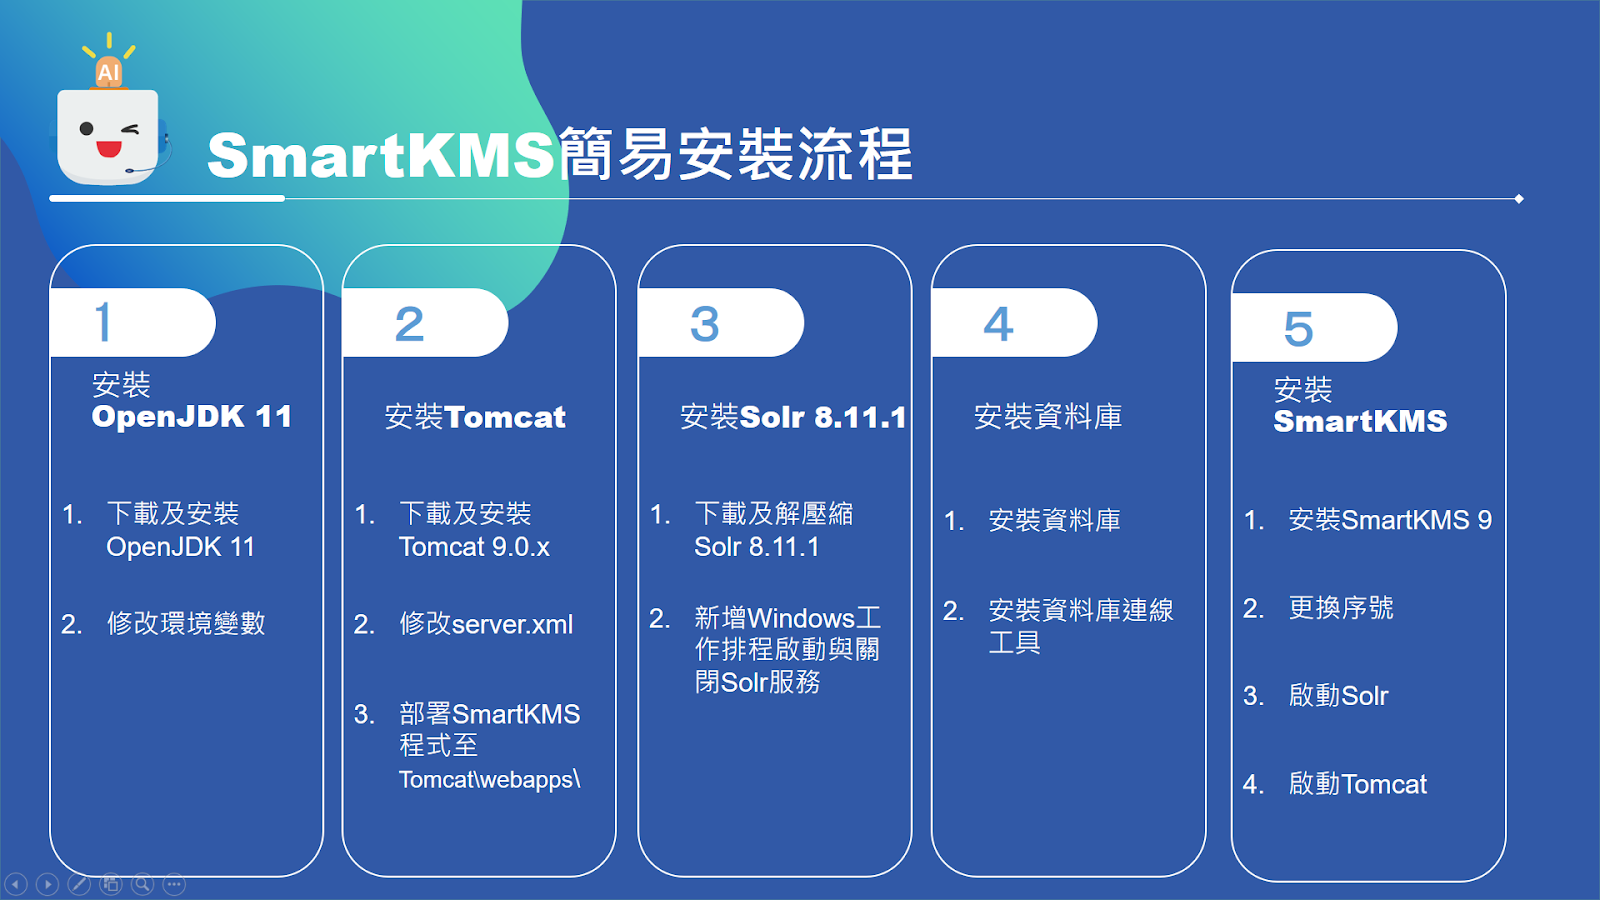 AI
SmartKMS簡易安裝流程
1
安裝
OpenJDK 11
1. 下載及安裝
OpenJDK 11
2. 修改環境變數
2
安裝Tomcat
1. 下載及安裝
Tomcat 9.0.x
2. 修改server.xml
3. 部署SmartKMS
程式至
Tomcat\webapps\
3
安裝Solr 8.11.1
1. 下載及解壓縮
Solr 8.11.1
2. 新增Windows工
作排程啟動與關
閉Solr服務
4
安裝資料庫
1. 安裝資料庫
2. 安裝資料庫連線
工具
5
安裝
SmartKMS
1. 安裝SmartKMS 9
2. 更換序號
3. 啟動Solr
4. 啟動Tomcat